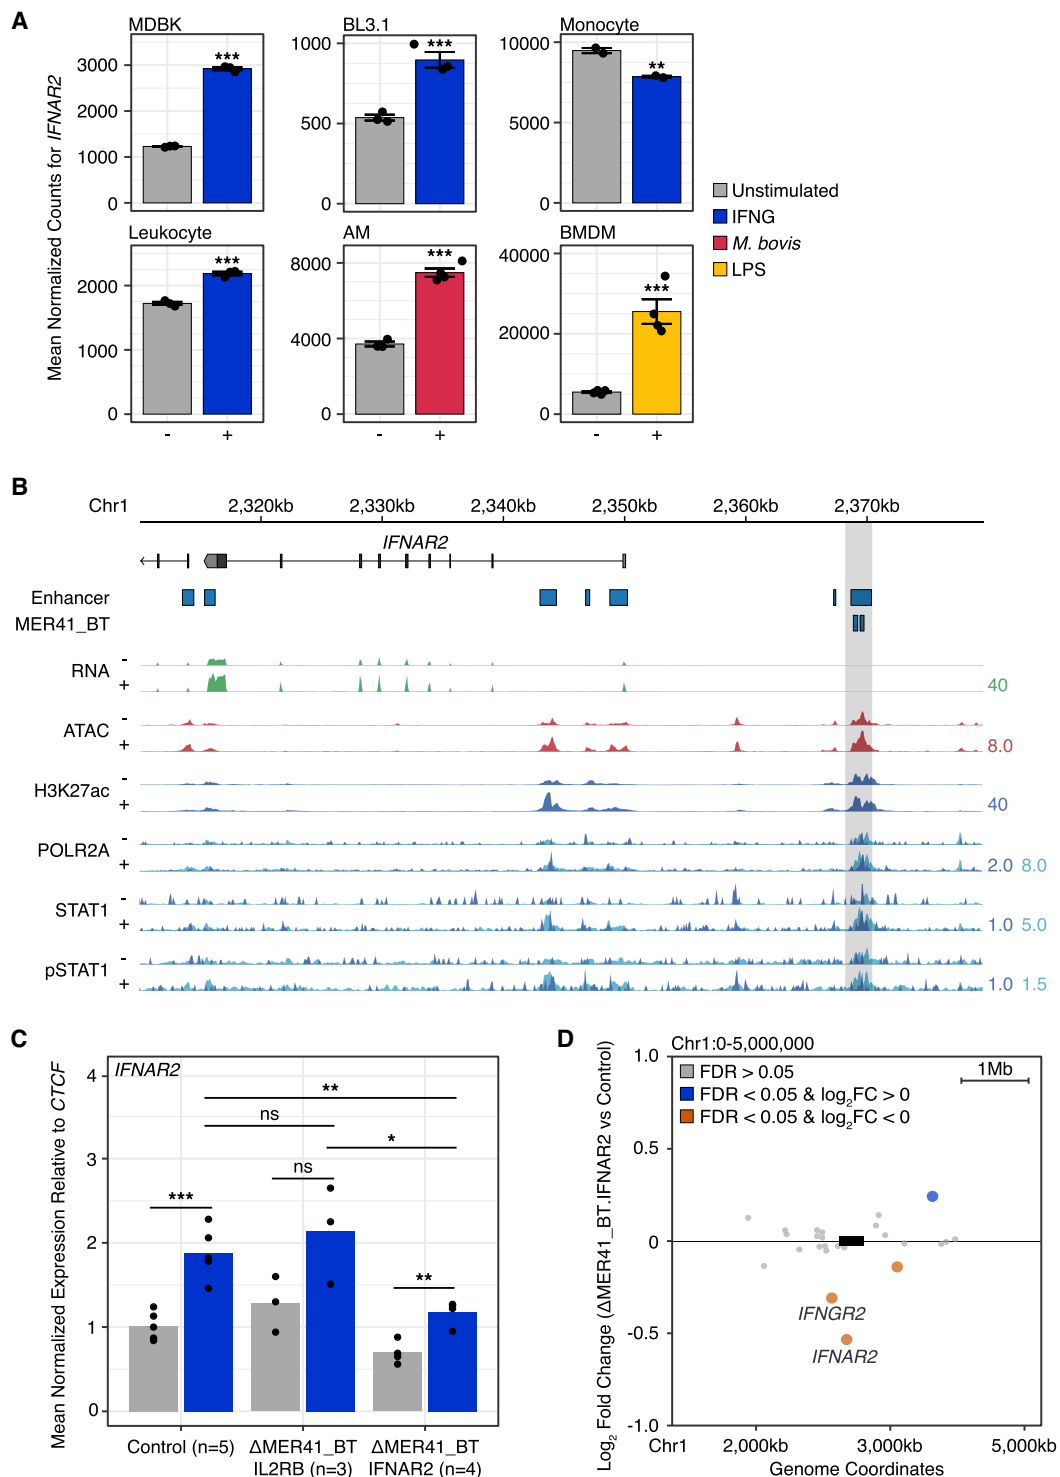 A
MDBK
BL3.1
Monocyte
Mean Normalized Counts for IFNAR2
3000
2000
1000
0
***
1000
500
0
***
10000
5000
0
**
Unstimulated
IFNG
M. bovis
LPS
Leukocyte
AM
BMDM
2000
1000
0
***
8000
4000
0
***
40000
20000
0
***
- +
- +
- +
B
Chr1
2,320kb 2,330kb 2,340kb 2,350kb 2,360kb 2,370kb
IFNAR2
Enhancer
MER41_BT
RNA - +
40
ATAC - +
8.0
H3K27ac - +
40
POLR2A - +
2.0 8.0
STAT1 - +
1.0 5.0
pSTAT1 - +
1.0 1.5
C
Mean Normalized Expression Relative to CTCF
IFNAR2
4
3
2
1
0
**
ns
*
ns
***
**
Control (n=5)
ΔMER41_BT IL2RB (n=3)
ΔMER41_BT IFNAR2 (n=4)
D
Chr1:0-5,000,000
Log2 Fold Change (ΔMER41_BT.IFNAR2 vs Control)
1.0
0.5
0
-0.5
-1.0
FDR > 0.05
FDR < 0.05 & log2FC > 0
FDR < 0.05 & log2FC < 0
1Mb
IFNGR2
IFNAR2
Chr1
2,000kb 3,000kb 5,000kb
Genome Coordinates